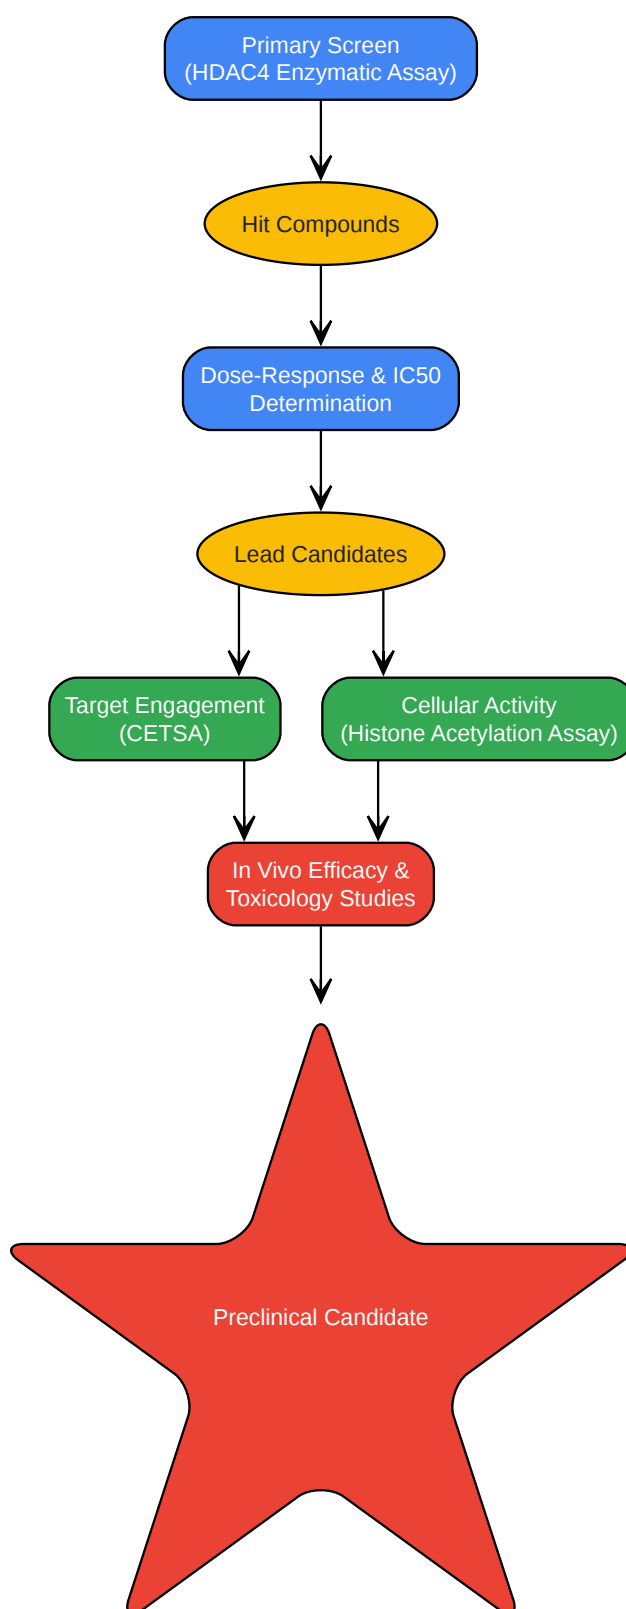 Primary Screen
(HDAC4 Enzymatic Assay)
Hit Compounds
Dose-Response & IC50
Determination
Lead Candidates
Target Engagement
(CETSA)
Cellular Activity
(Histone Acetylation Assay)
In Vivo Efficacy &
Toxicology Studies
Preclinical Candidate